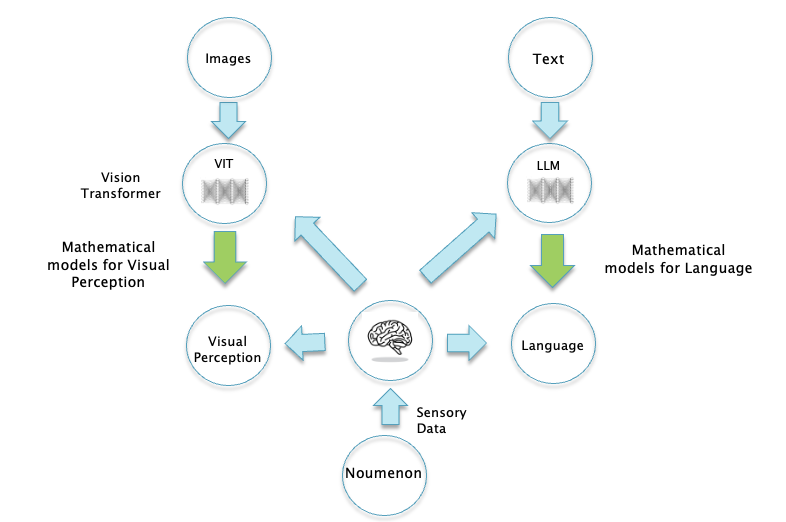 Images
Text
VIT
LLM
Vision
Transformer
Mathematical
models for Visual
Perception
Mathematical
models for Language
Visual
Perception
Language
Sensory
Data
Noumenon